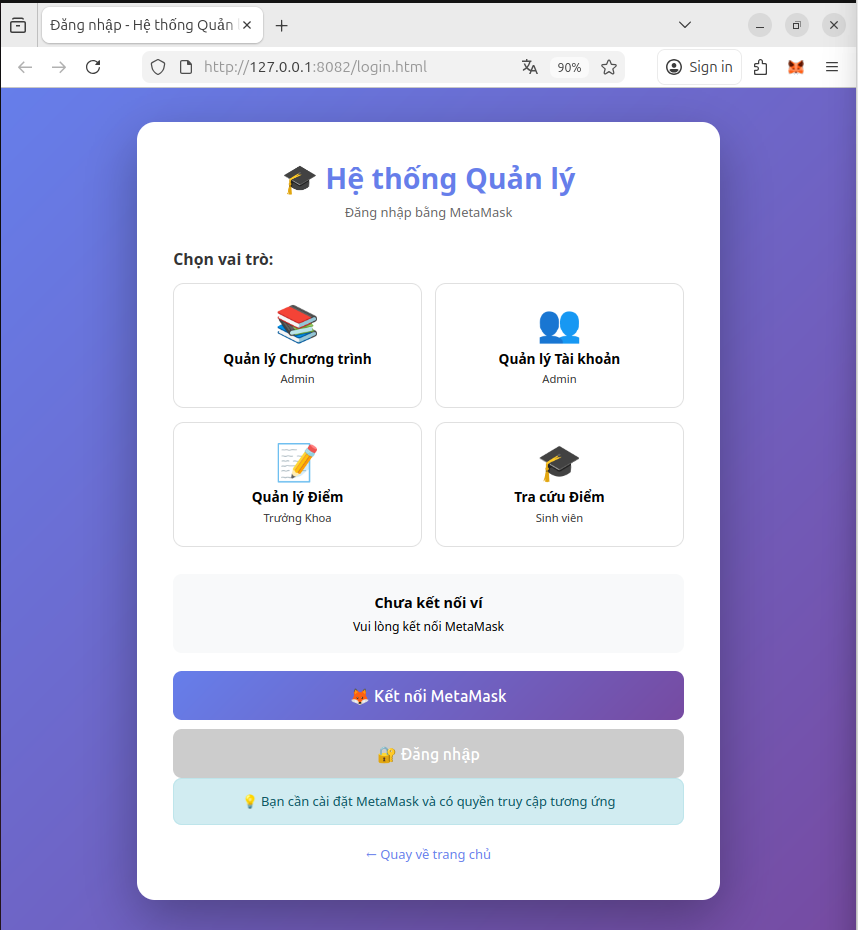 Đăng nhập - Hệ thống Quản
http://127.0.0.1:8082/login.html
90%
Sign in
Hệ thống Quản lý
Đăng nhập bằng MetaMask
Chọn vai trò:
Quản lý Chương trình
Admin
Quản lý Tài khoản
Admin
Quản lý Điểm
Trưởng Khoa
Tra cứu Điểm
Sinh viên
Chưa kết nối ví
Vui lòng kết nối MetaMask
Kết nối MetaMask
Đăng nhập
Bạn cần cài đặt MetaMask và có quyền truy cập tương ứng
← Quay về trang chủ